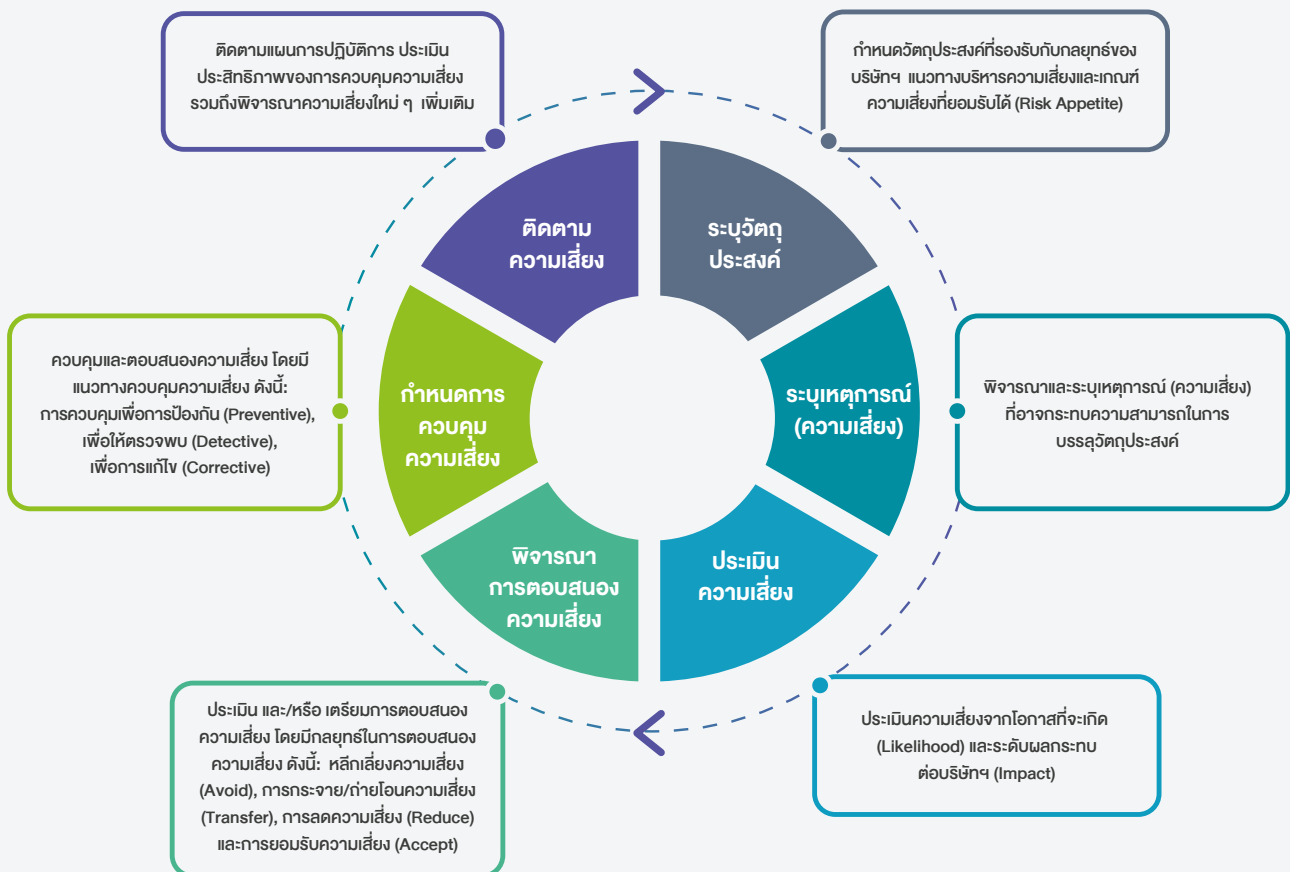 ติดตามแผนการปฏิบัติการ ประเมิน
ประสิทธิภาพของการควบคุมความเสี่ยง
รวมถึงพิจารณาความเสี่ยงใหม่ ๆ เพิ่มเติม
กำหนดวัตถุประสงค์ที่รองรับกับกลยุทธ์ของ
บริษัทฯ แนวทางบริหารความเสี่ยงและเกณฑ์
ความเสี่ยงที่ยอมรับได้ (Risk Appetite)
ติดตาม
ความเสี่ยง
ระบุวัตถุ
ประสงค์
ควบคุมและตอบสนองความเสี่ยง โดยมี
แนวทางควบคุมความเสี่ยง ดังนี้:
การควบคุมเพื่อการป้องกัน (Preventive),
เพื่อให้ตรวจพบ (Detective),
เพื่อการแก้ไข (Corrective)
กำหนดการ
ควบคุม
ความเสี่ยง
ระบุเหตุการณ์
(ความเสี่ยง)
พิจารณาและระบุเหตุการณ์ (ความเสี่ยง)
ที่อาจกระทบความสามารถในการ
บรรลุวัตถุประสงค์
พิจารณา
การตอบสนอง
ความเสี่ยง
ประเมิน
ความเสี่ยง
ประเมิน และ/หรือ เตรียมการตอบสนอง
ความเสี่ยง โดยมีกลยุทธ์ในการตอบสนอง
ความเสี่ยง ดังนี้: หลีกเลี่ยงความเสี่ยง
(Avoid), การกระจาย/ถ่ายโอนความเสี่ยง
(Transfer), การลดความเสี่ยง (Reduce)
และการยอมรับความเสี่ยง (Accept)
ประเมินความเสี่ยงจากโอกาสที่จะเกิด
(Likelihood) และระดับผลกระทบ
ต่อบริษัทฯ (Impact)